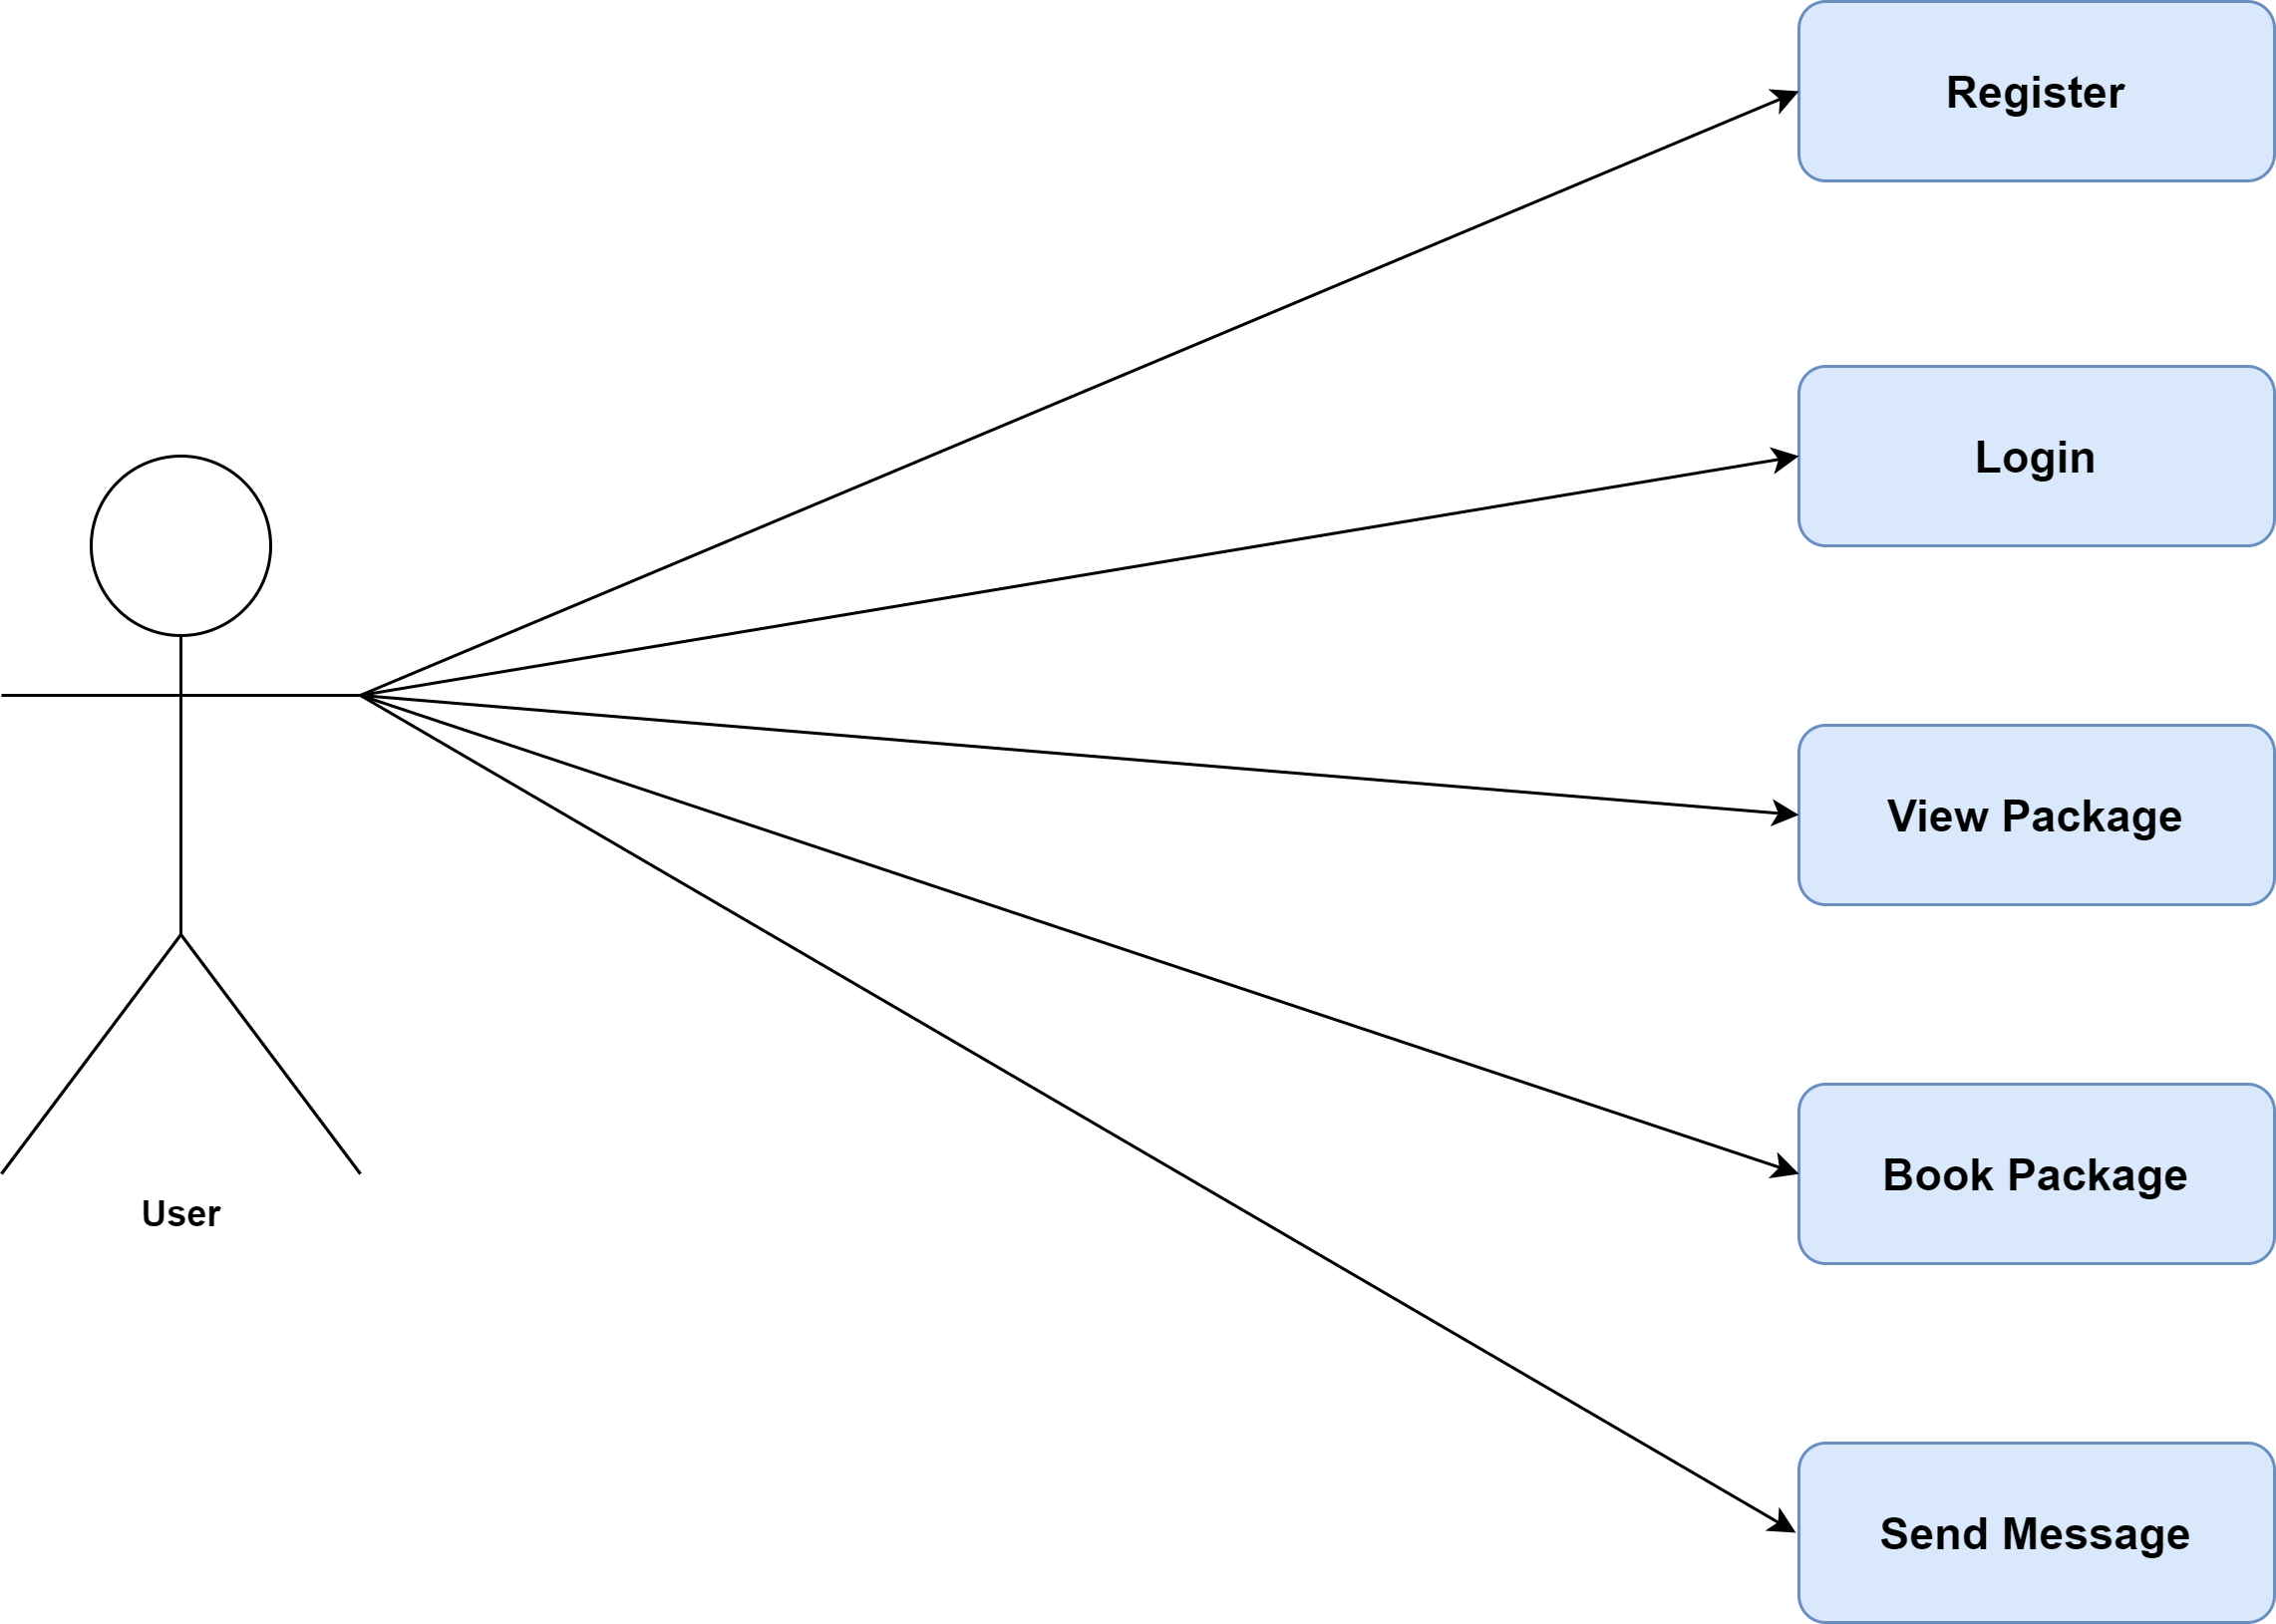 Register
Login
View Package
Book Package
User
Send Message